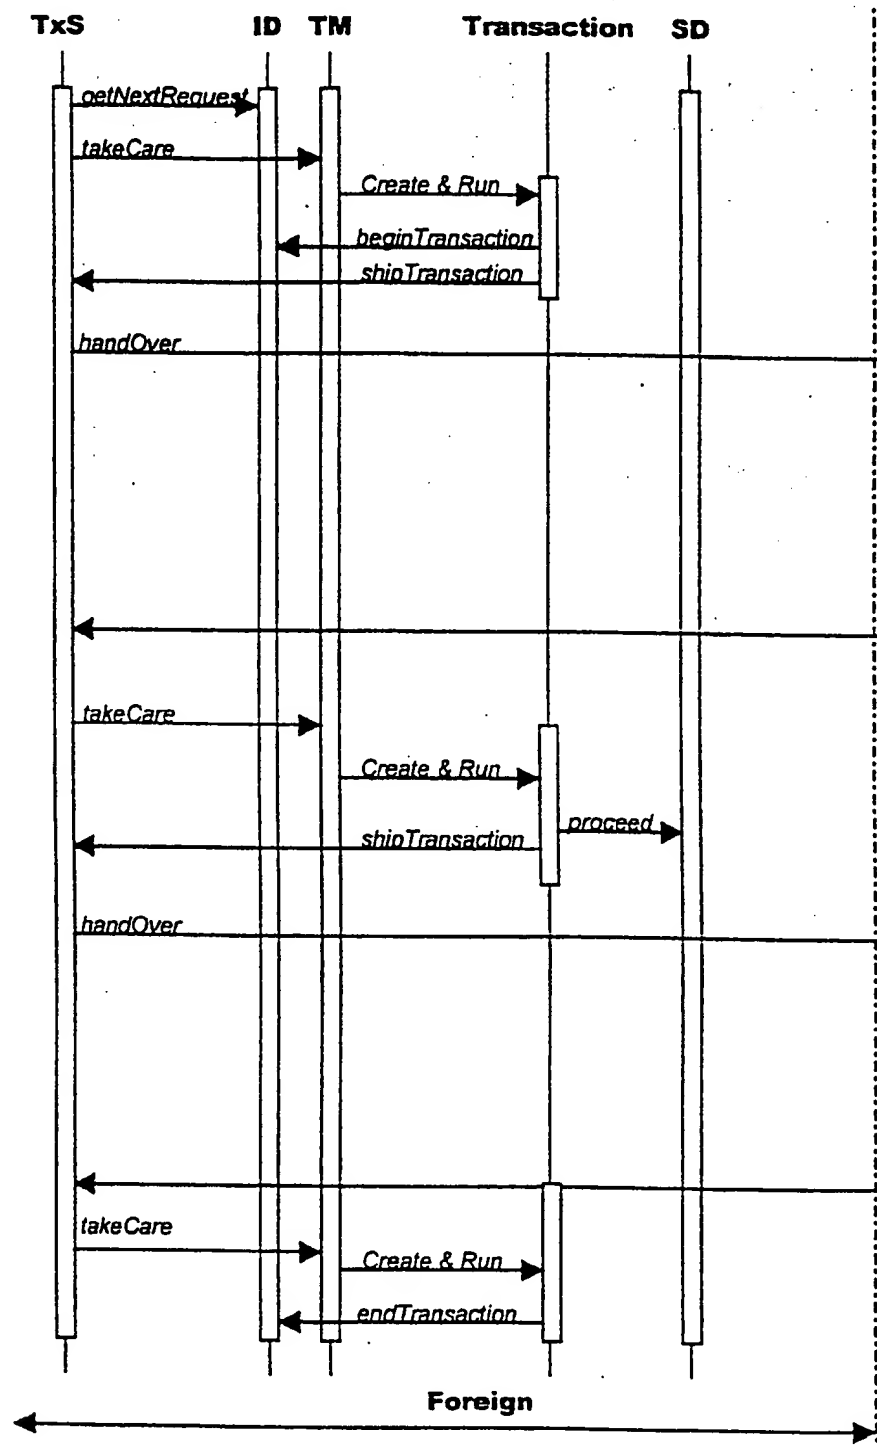 TxS ID TM Transaction SD
getNextRequest
takeCare
Create & Run
beginTransaction
shipTransaction
handOver
takeCare
Create & Run
proceed
shipTransaction
handOver
takeCare
Create & Run
endTransaction
Foreign